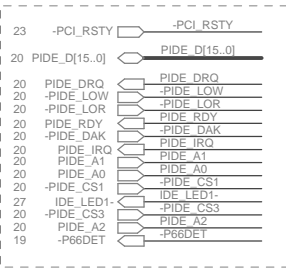 23 -PCI_RSTY -PCI_RSTY
20 PIDE_D[15..0] PIDE_D[15..0]
20 PIDE_DRQ PIDE_DRQ
20 -PIDE_LOW -PIDE_LOW
20 -PIDE_LOR -PIDE_LOR
20 PIDE_RDY PIDE_RDY
20 -PIDE_DAK -PIDE_DAK
20 PIDE_IRQ PIDE_IRQ
20 PIDE_A1 PIDE_A1
20 PIDE_A0 PIDE_A0
20 -PIDE_CS1 -PIDE_CS1
27 IDE_LED1- IDE_LED1-
20 -PIDE_CS3 -PIDE_CS3
20 PIDE_A2 PIDE_A2
19 -P66DET -P66DET